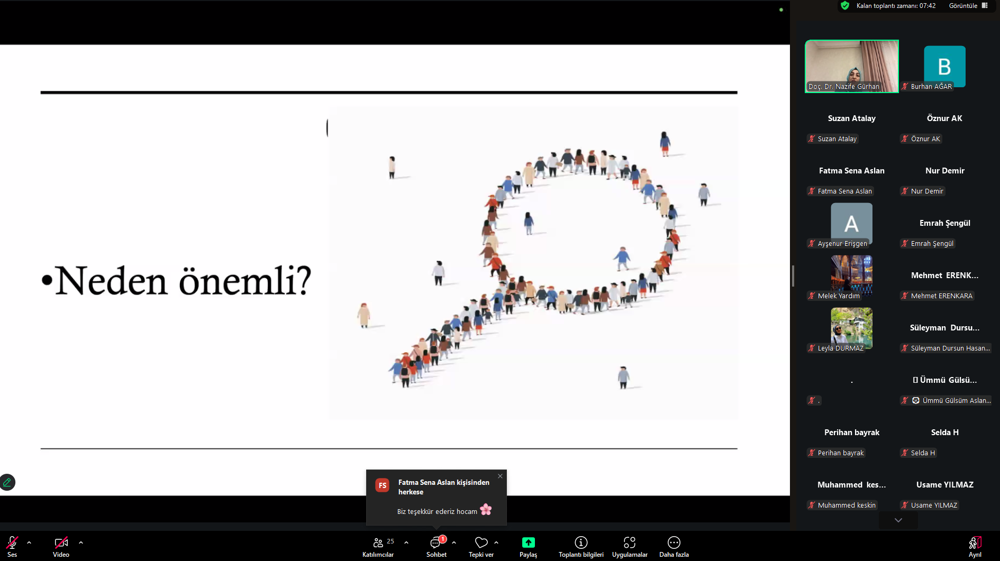 Kalan toplantı zamanı: 07:42
Görüntüle
•Neden önemli?
Doç. Dr. Nazife Gürhan
B
Burhan AĞAR
Suzan Atalay
Suzan Atalay
Öznur AK
Öznur AK
Fatma Sena Aslan
Fatma Sena Aslan
Nur Demir
Nur Demir
A
Ayşenur Erişgen
Emrah Şengül
Emrah Şengül
Melek Yardım
Mehmet ERENK...
Mehmet ERENKARA
Leyla DURMAZ
Süleyman Dursu...
Süleyman Dursun Hasan...
.
.
Ümmü Gülsü...
Ümmü Gülsüm Aslan...
Perihan bayrak
Perihan bayrak
Selda H
Selda H
Muhammed kes...
Muhammed keskin
Usame YILMAZ
Usame YILMAZ
FS
Fatma Sena Aslan kişisinden
herkese
Biz teşekkür ederiz hocam 🌸
Ses
Video
25
Katılımcılar
1
Sohbet
Tepki ver
Paylaş
Toplantı bilgileri
Uygulamalar
Daha fazla
Ayrıl